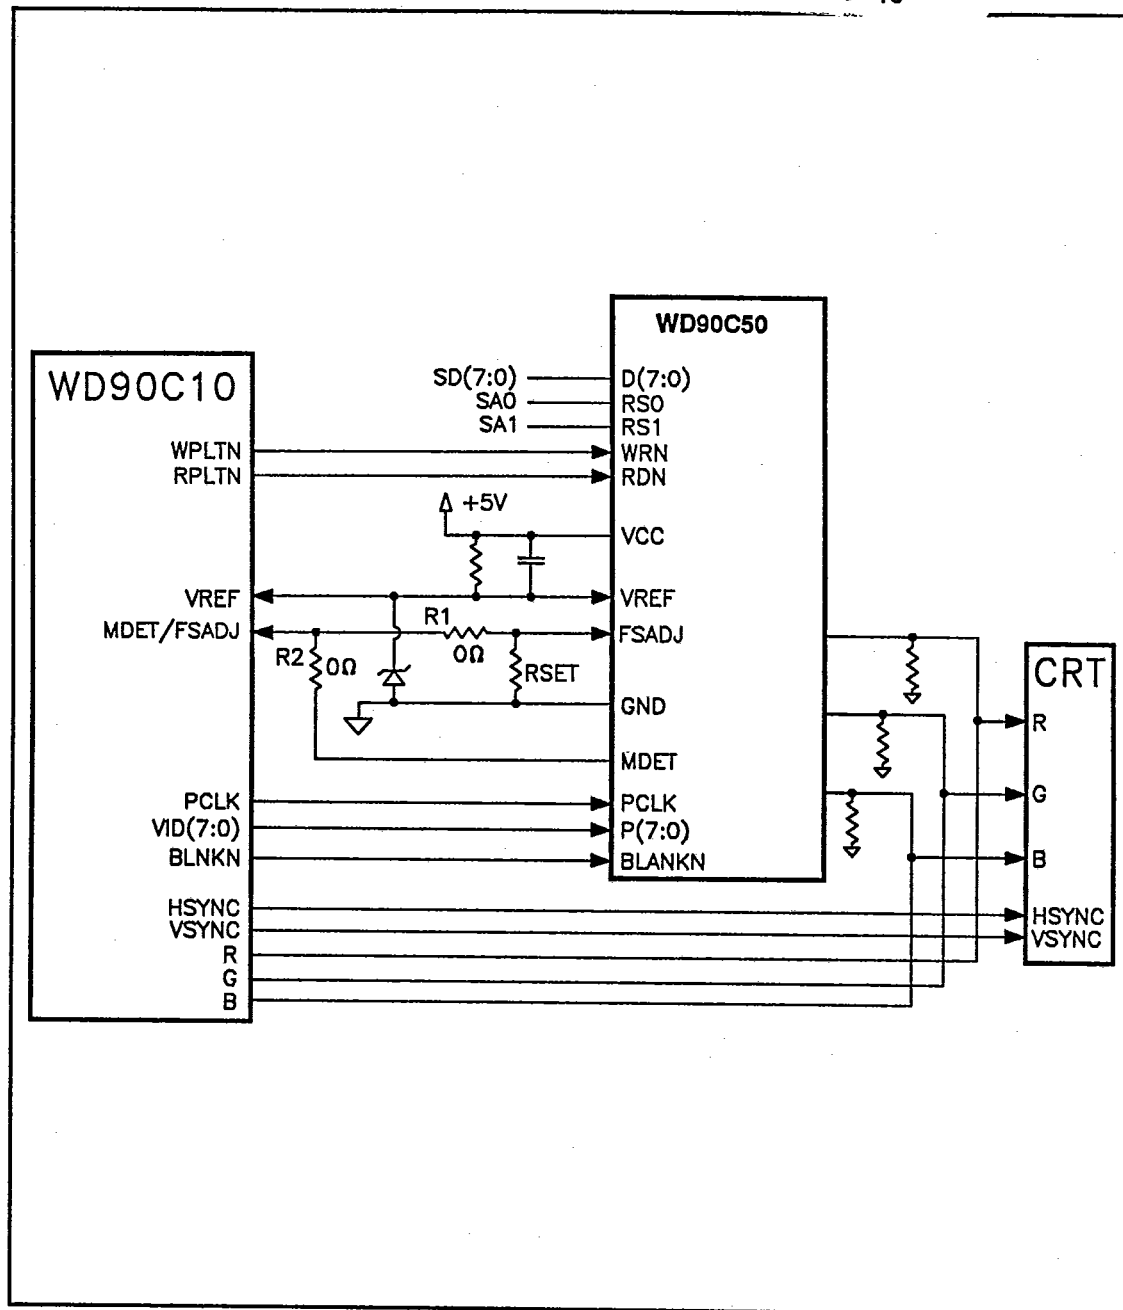 WD90C50
WD90C10
SD(7:0)
D(7:0)
SA0
RS0
SA1
RS1
WPLTN
WRN
RPLTN
RDN
+5V
VCC
VREF
VREF
R1
MDET/FSADJ
FSADJ
R2
0Ω
0Ω
RSET
CRT
GND
R
MDET
PCLK
PCLK
G
VID(7:0)
P(7:0)
BLNKN
BLANKN
B
HSYNC
HSYNC
VSYNC
VSYNC
R
G
B